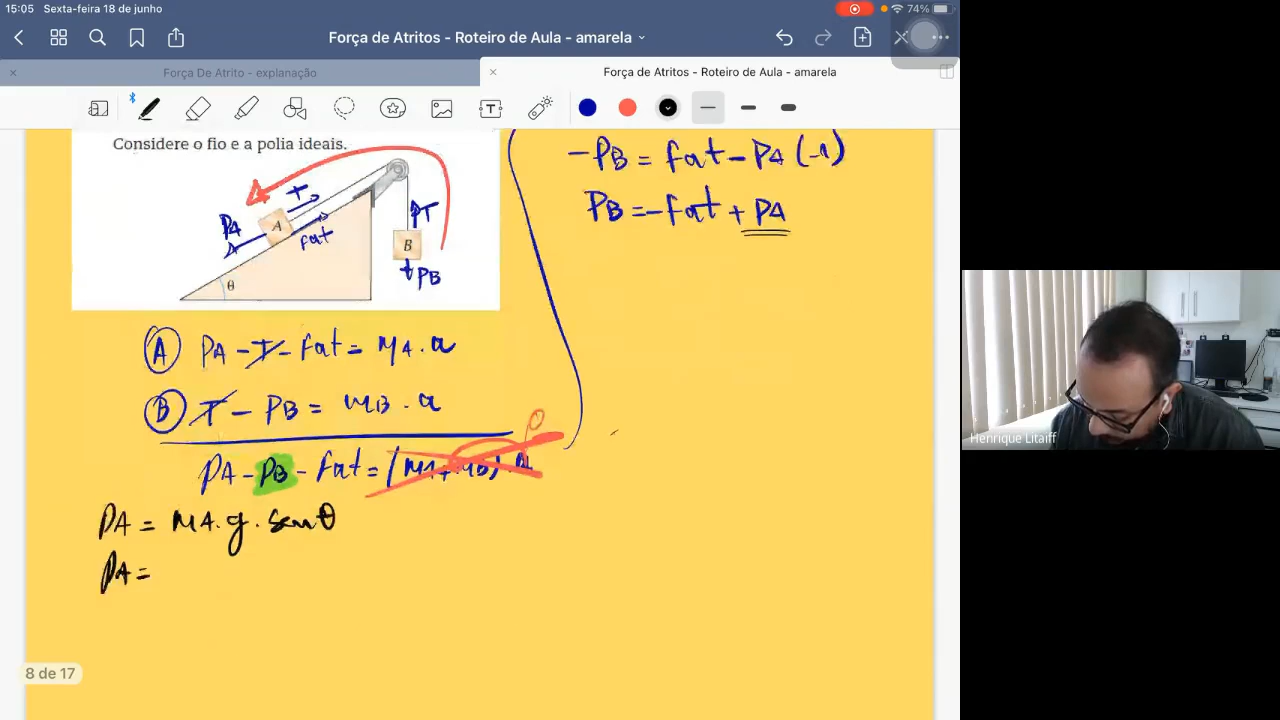 15:05 Sexta-feira 18 de junho
74%
Força de Atritos - Roteiro de Aula - amarela
Força De Atrito - explanação
Força de Atritos - Roteiro de Aula - amarela
Considere o fio e a polia ideais.
T
PA
A
fat
θ
PT
B
PB
-PB = fat - PA (-1)
PB = -fat + PA
A PA - T - fat = MA . a
B T - PB = mB . a
PA - PB - fat = (MA + MB) . A
0
PA = MA . g . sen θ
PA =
8 de 17
Henrique Litaiff